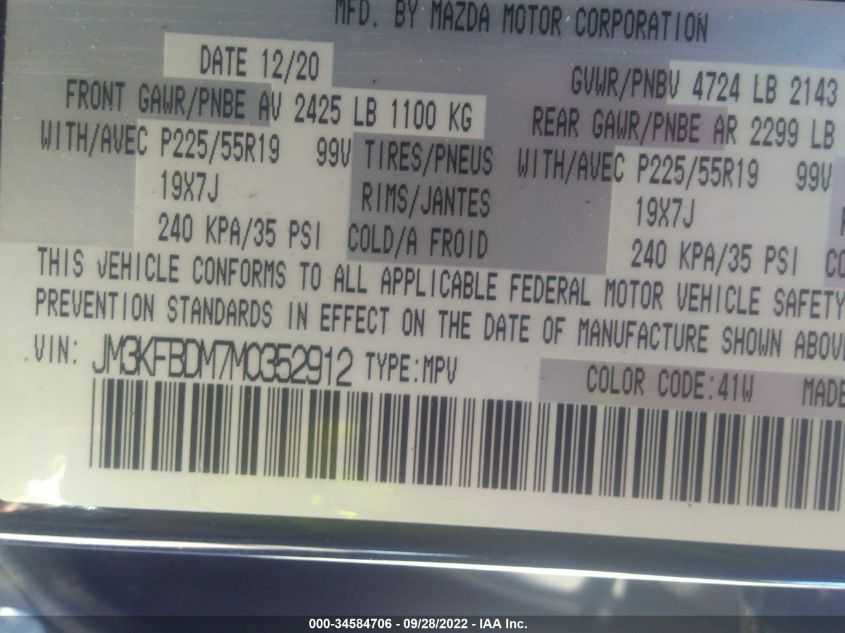 MFD. BY MAZDA MOTOR CORPORATION
DATE 12/20 GVWR/PNBV 4724 LB 2143
FRONT GAWR/PNBE AV 2425 LB 1100 KG REAR GAWR/PNBE AR 2299 LB
WITH/AVEC P225/55R19 99V TIRES/PNEUS WITH/AVEC P225/55R19 99V
19X7J RIMS/JANTES 19X7J
240 KPA/35 PSI COLD/A FROID 240 KPA/35 PSI CO
THIS VEHICLE CONFORMS TO ALL APPLICABLE FEDERAL MOTOR VEHICLE SAFETY
PREVENTION STANDARDS IN EFFECT ON THE DATE OF MANUFACTURE SHOWN ABOV
VIN: JM3KFBDM7M0352912 TYPE:MPV COLOR CODE:41W MADE
000-34584706 - 09/28/2022 - IAA Inc.